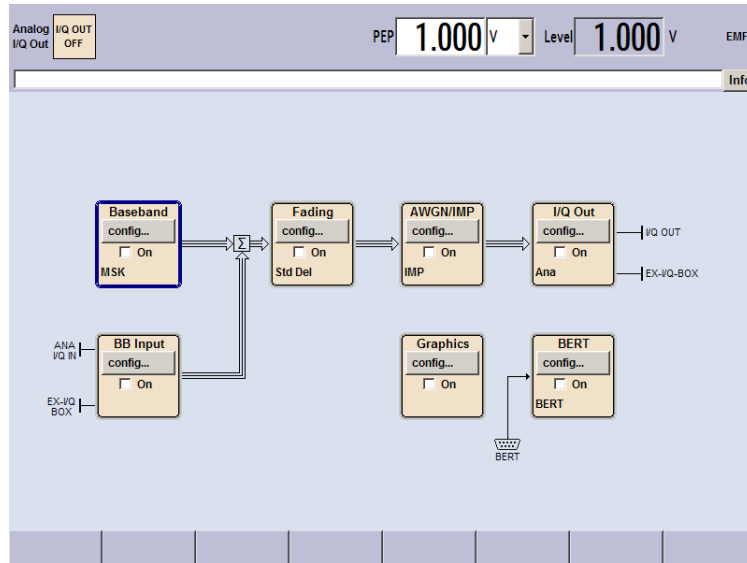 Analog I/Q Out
I/Q OUT OFF
PEP 1.000 V Level 1.000 V EMF
Info
Baseband
config...
On
MSK
Σ
Fading
config...
On
Std Del
AWGN/IMP
config...
On
IMP
I/Q Out
config...
On
Ana
I/Q OUT
EX-I/Q-BOX
ANA I/Q IN
EX-I/Q BOX
BB Input
config...
On
Graphics
config...
On
BERT
config...
On
BERT
BERT